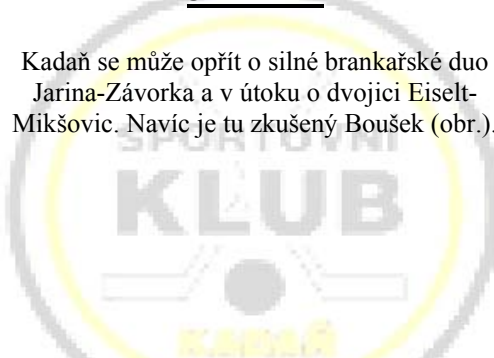 Kadaň se může opřít o silné brankařské duo
Jarina-Závorka a v útoku o dvojici Eiselt-
Mikšovic. Navíc je tu zkušený Boušek (obr.).
SPORTOVNÍ
KLUB
KADAŇ